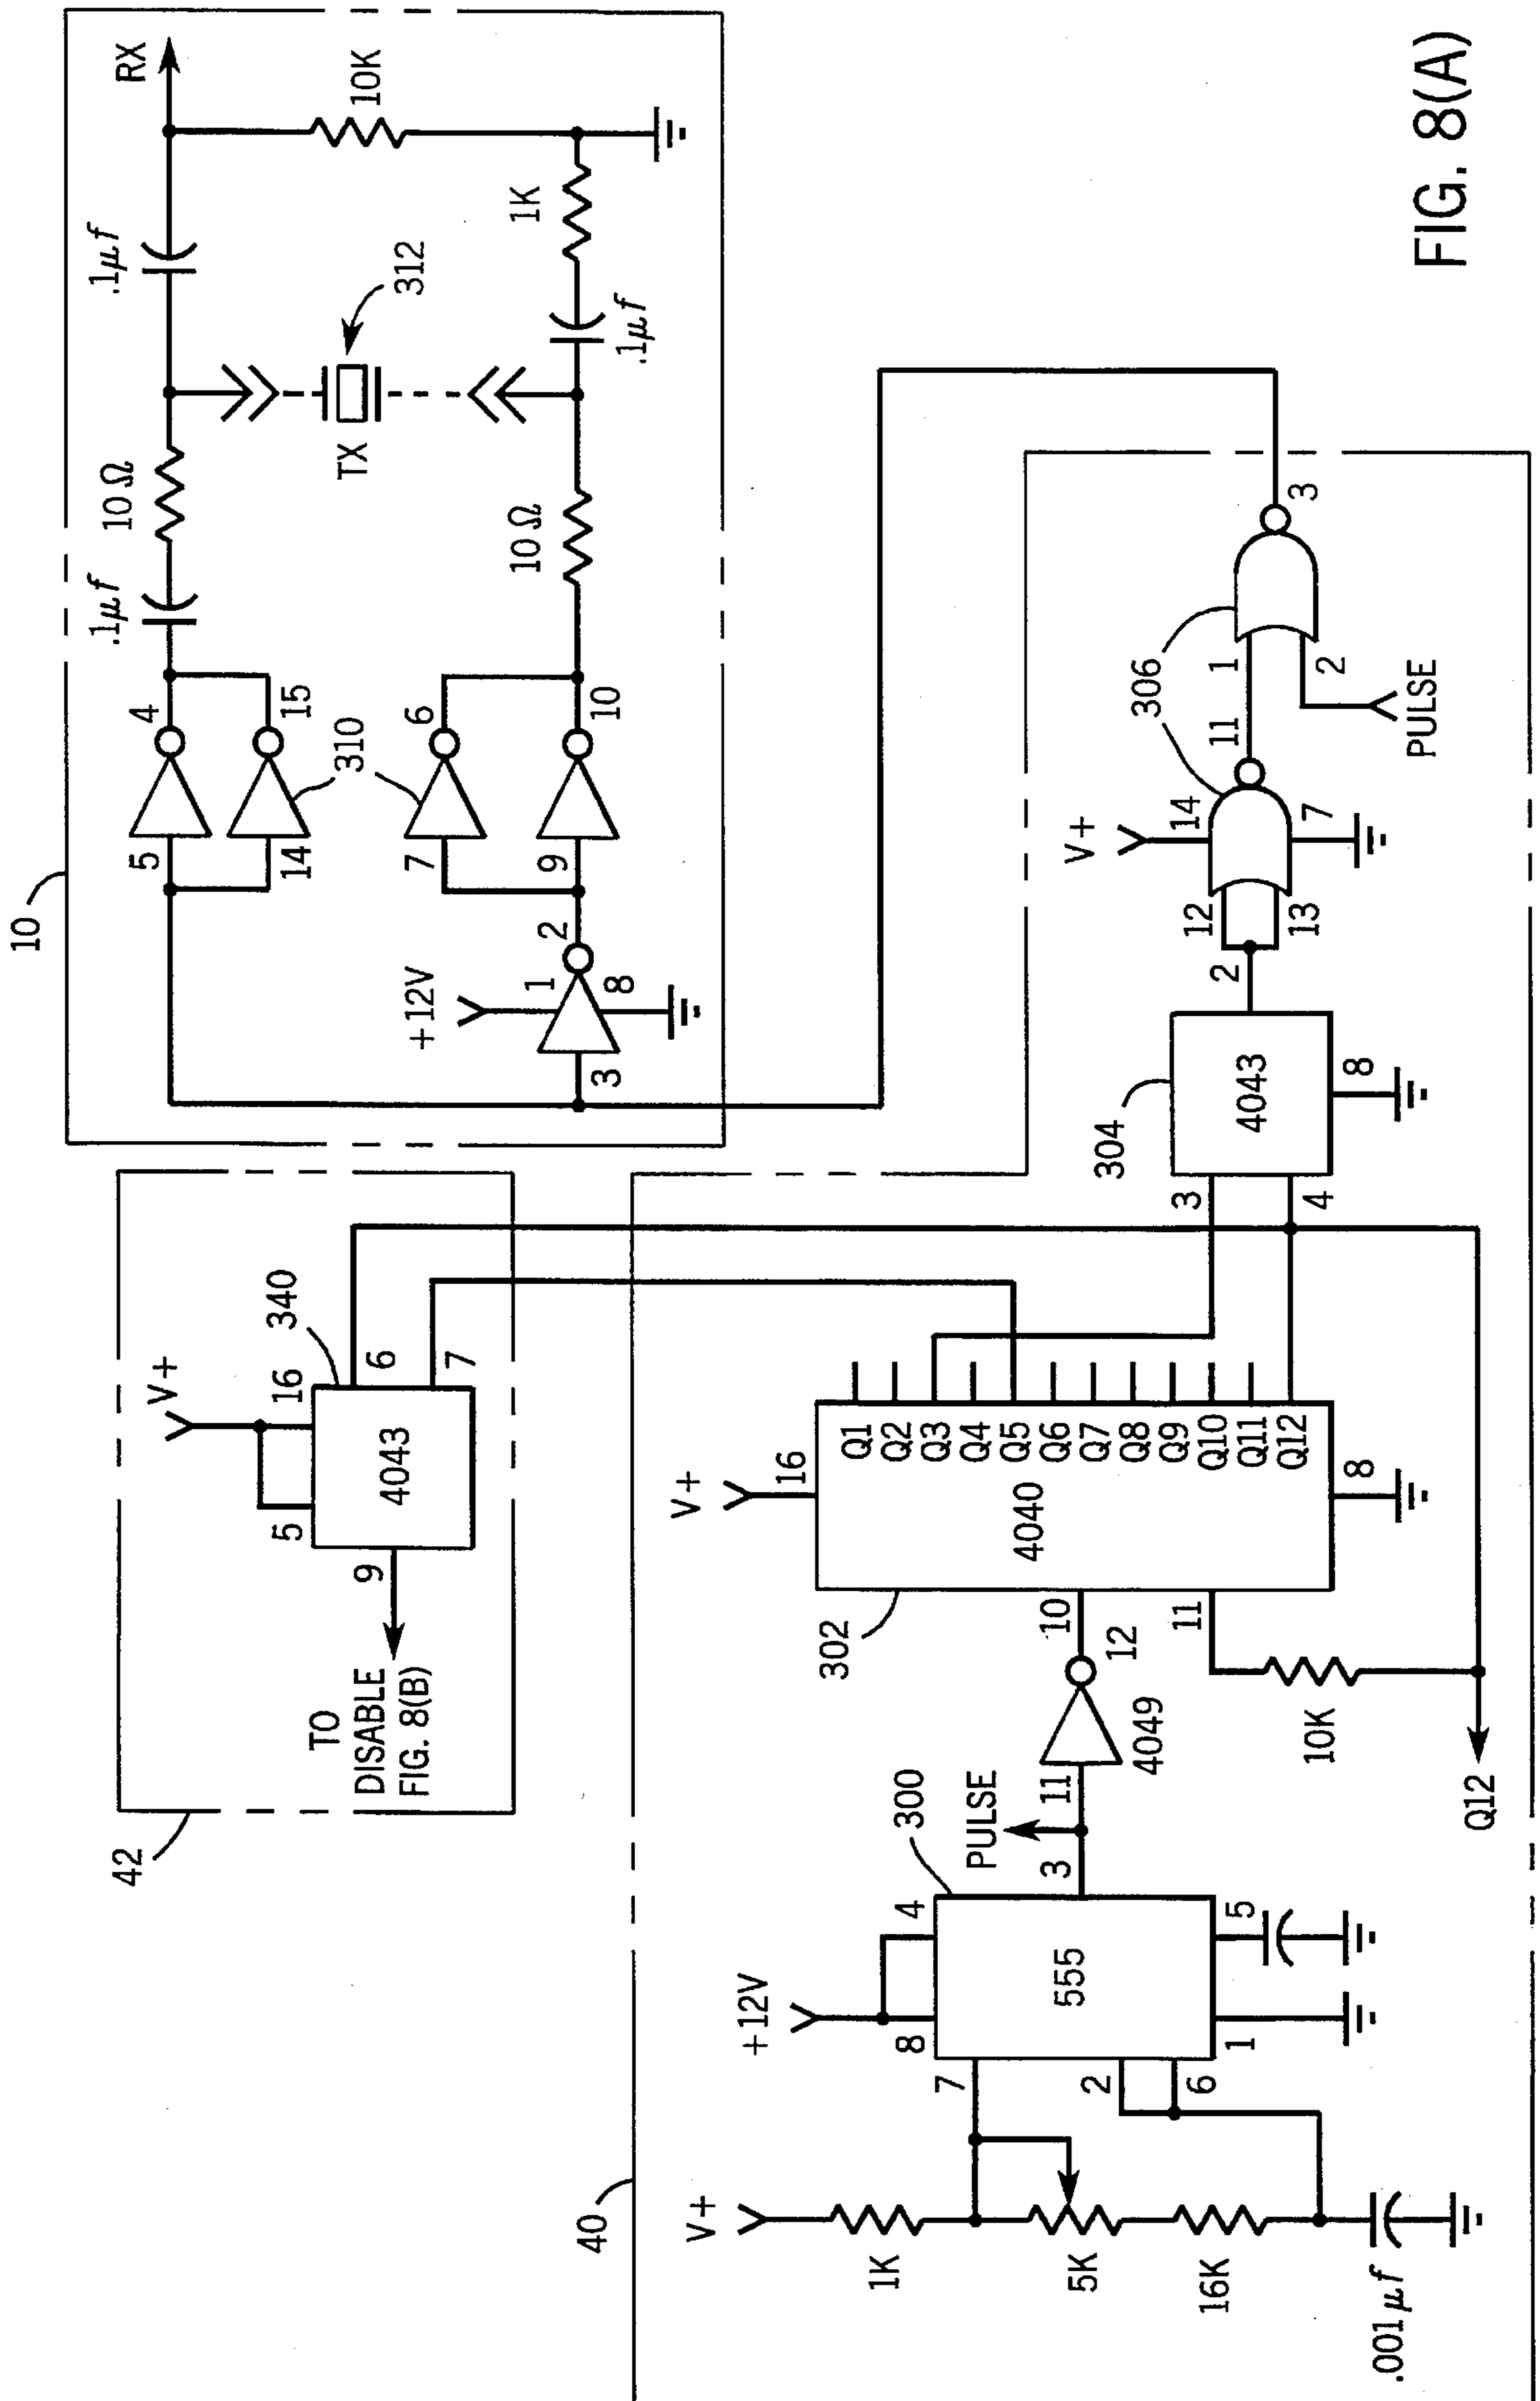 FIG. 8(A)
10
.1µf
10Ω
.1µf
RX
5
4
14
15
310
TX
312
10K
+12V
1
2
3
8
7
6
9
10
10Ω
.1µf
1K
42
V+
340
5
16
4043
9
6
7
TO
DISABLE
FIG. 8(B)
40
V+
1K
5K
16K
.001µf
+12V
300
7
8
4
2
6
555
3
1
5
PULSE
11
4049
12
302
V+
16
10
11
4040
Q1
Q2
Q3
Q4
Q5
Q6
Q7
Q8
Q9
Q10
Q11
Q12
8
10K
Q12
304
3
4
4043
2
8
306
V+
12
13
14
7
11
1
2
3
PULSE